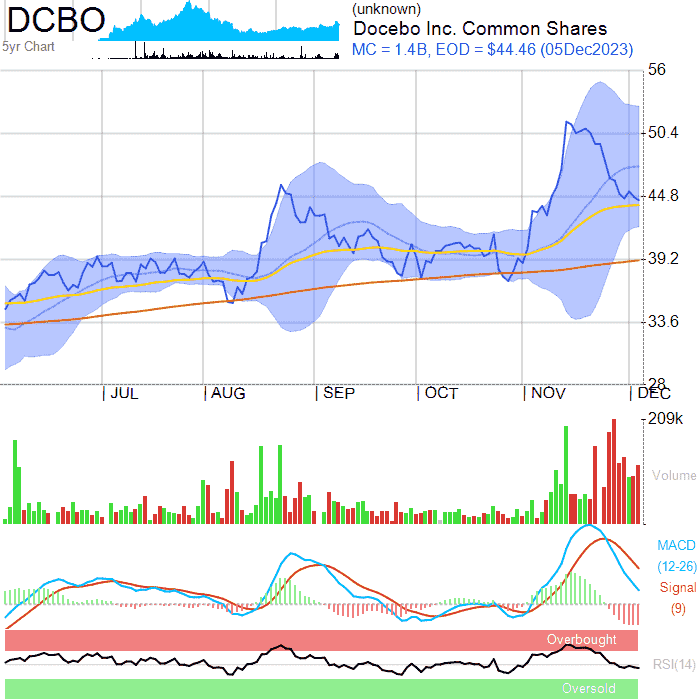 DCBO
(unknown)
Docebo Inc. Common Shares
5yr Chart
MC = 1.4B, EOD = $44.46 (05Dec2023)
56
50.4
44.8
39.2
33.6
28
JUL
AUG
SEP
OCT
NOV
DEC
209k
Volume
MACD
(12-26)
Signal
(9)
Overbought
RSI(14)
Oversold